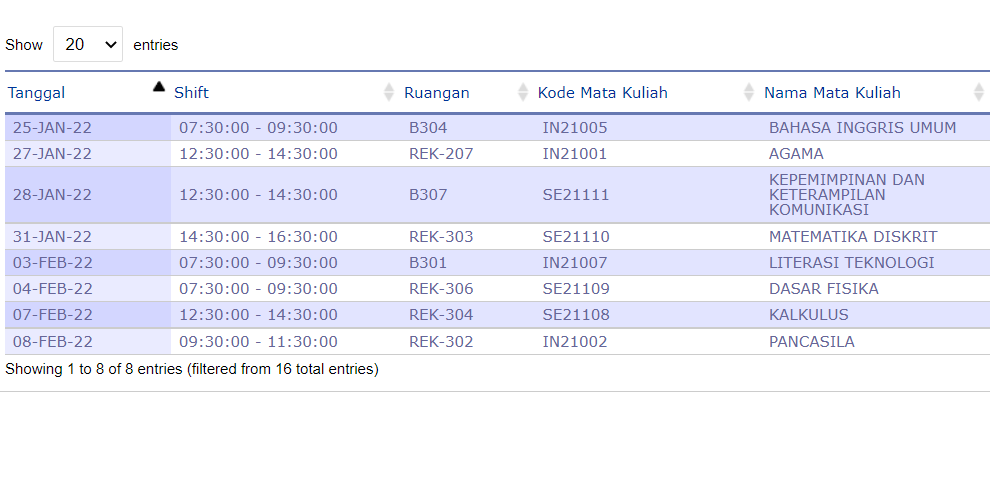 Show 20 entries
Tanggal Shift Ruangan Kode Mata Kuliah Nama Mata Kuliah
25-JAN-22 07:30:00 - 09:30:00 B304 IN21005 BAHASA INGGRIS UMUM
27-JAN-22 12:30:00 - 14:30:00 REK-207 IN21001 AGAMA
28-JAN-22 12:30:00 - 14:30:00 B307 SE21111 KEPEMIMPINAN DAN
KETERAMPILAN
KOMUNIKASI
31-JAN-22 14:30:00 - 16:30:00 REK-303 SE21110 MATEMATIKA DISKRIT
03-FEB-22 07:30:00 - 09:30:00 B301 IN21007 LITERASI TEKNOLOGI
04-FEB-22 07:30:00 - 09:30:00 REK-306 SE21109 DASAR FISIKA
07-FEB-22 12:30:00 - 14:30:00 REK-304 SE21108 KALKULUS
08-FEB-22 09:30:00 - 11:30:00 REK-302 IN21002 PANCASILA
Showing 1 to 8 of 8 entries (filtered from 16 total entries)